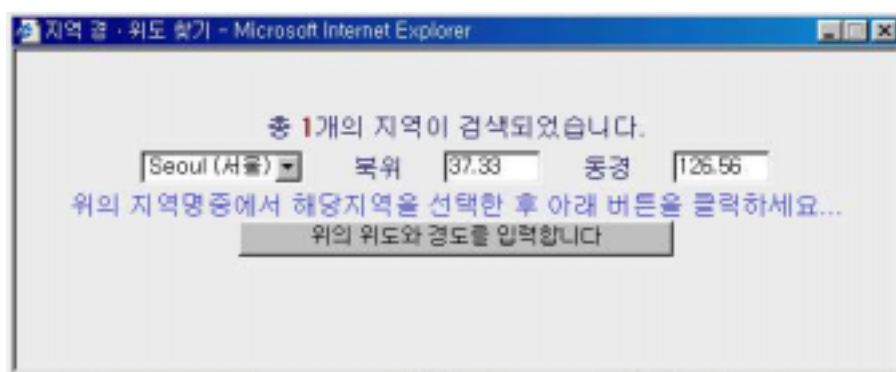 지역 경·위도 찾기 - Microsoft Internet Explorer
총 1개의 지역이 검색되었습니다.
Seoul (서울) 북위 37.33 동경 126.56
위의 지역명중에서 해당지역을 선택한 후 아래 버튼을 클릭하세요...
위의 위도와 경도를 입력합니다